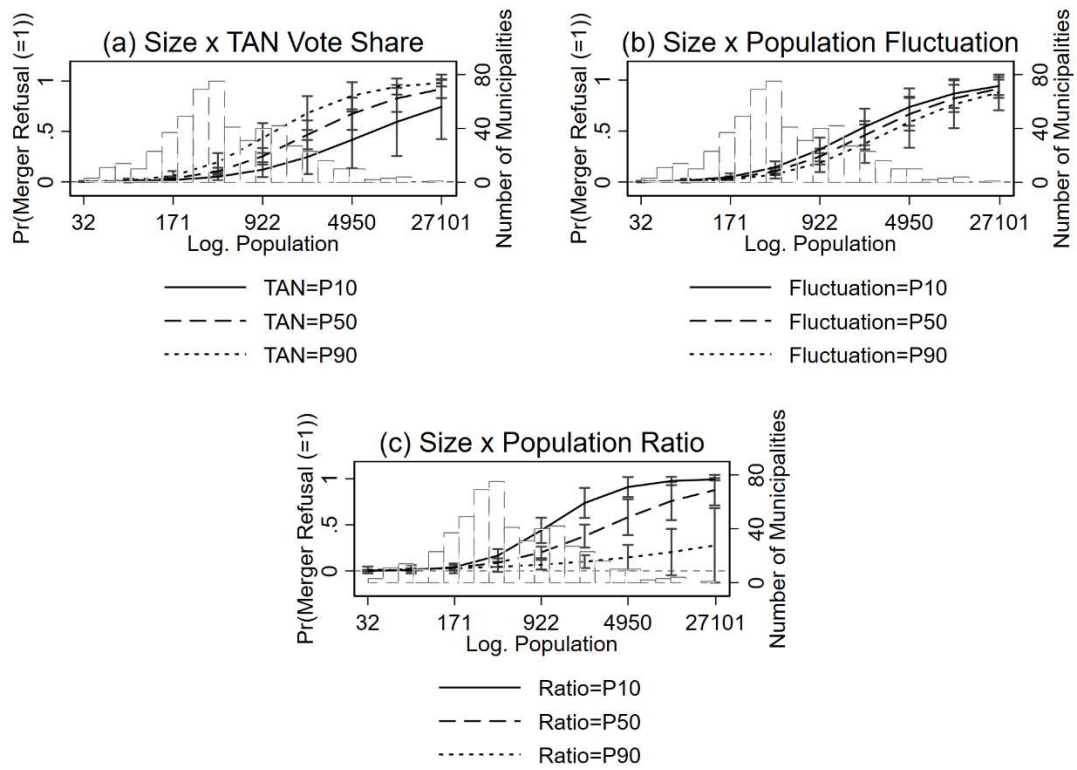 (a) Size x TAN Vote Share
Pr(Merger Refusal (=1))
1
.5
0
80
40
0
Number of Municipalities
32 171 922 4950 27101
Log. Population
TAN=P10
TAN=P50
TAN=P90
(b) Size x Population Fluctuation
Pr(Merger Refusal (=1))
1
.5
0
80
40
0
Number of Municipalities
32 171 922 4950 27101
Log. Population
Fluctuation=P10
Fluctuation=P50
Fluctuation=P90
(c) Size x Population Ratio
Pr(Merger Refusal (=1))
1
.5
0
80
40
0
Number of Municipalities
32 171 922 4950 27101
Log. Population
Ratio=P10
Ratio=P50
Ratio=P90